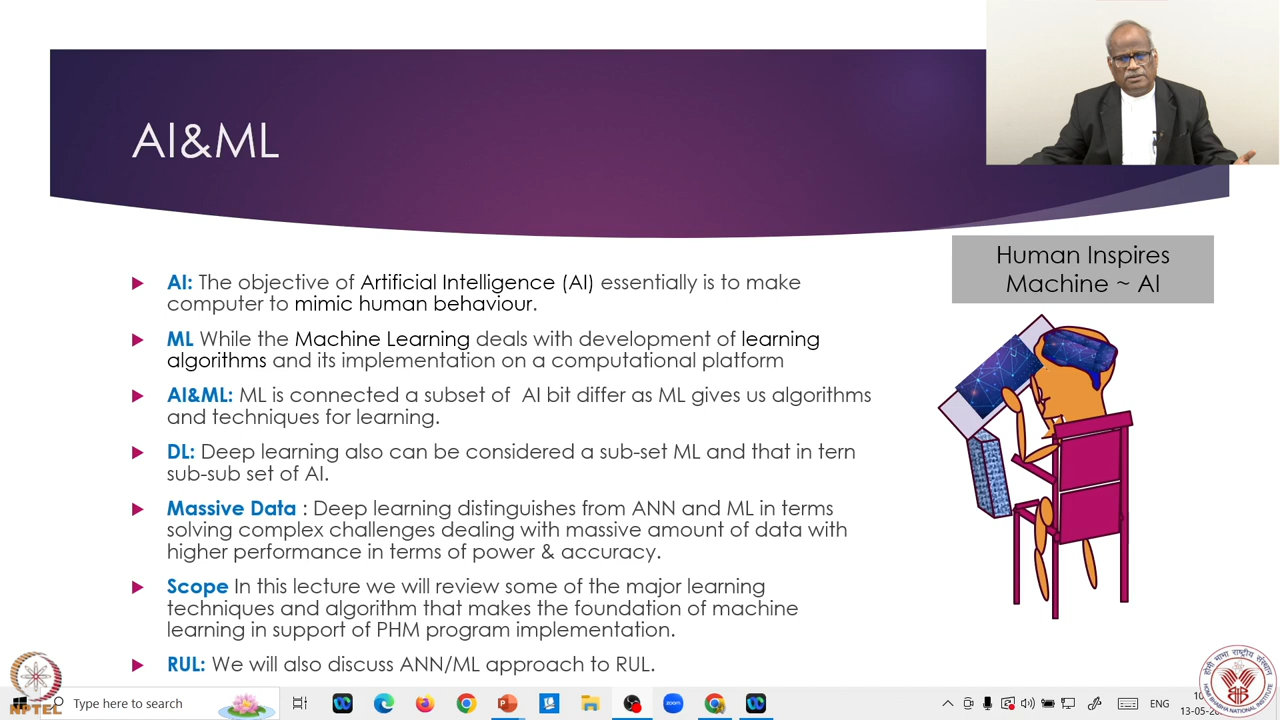 AI&ML
Human Inspires
Machine ~ AI
AI: The objective of Artificial Intelligence (AI) essentially is to make
computer to mimic human behaviour.
ML While the Machine Learning deals with development of learning
algorithms and its implementation on a computational platform
AI&ML: ML is connected a subset of AI bit differ as ML gives us algorithms
and techniques for learning.
DL: Deep learning also can be considered a sub-set ML and that in tern
sub-sub set of AI.
Massive Data : Deep learning distinguishes from ANN and ML in terms
solving complex challenges dealing with massive amount of data with
higher performance in terms of power & accuracy.
Scope In this lecture we will review some of the major learning
techniques and algorithm that makes the foundation of machine
learning in support of PHM program implementation.
RUL: We will also discuss ANN/ML approach to RUL.
NPTEL
Type here to search
zoom
ENG